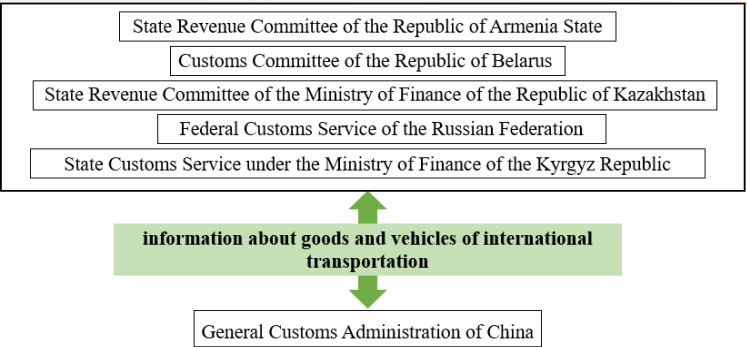 State Revenue Committee of the Republic of Armenia State
Customs Committee of the Republic of Belarus
State Revenue Committee of the Ministry of Finance of the Republic of Kazakhstan
Federal Customs Service of the Russian Federation
State Customs Service under the Ministry of Finance of the Kyrgyz Republic
information about goods and vehicles of international
transportation
General Customs Administration of China